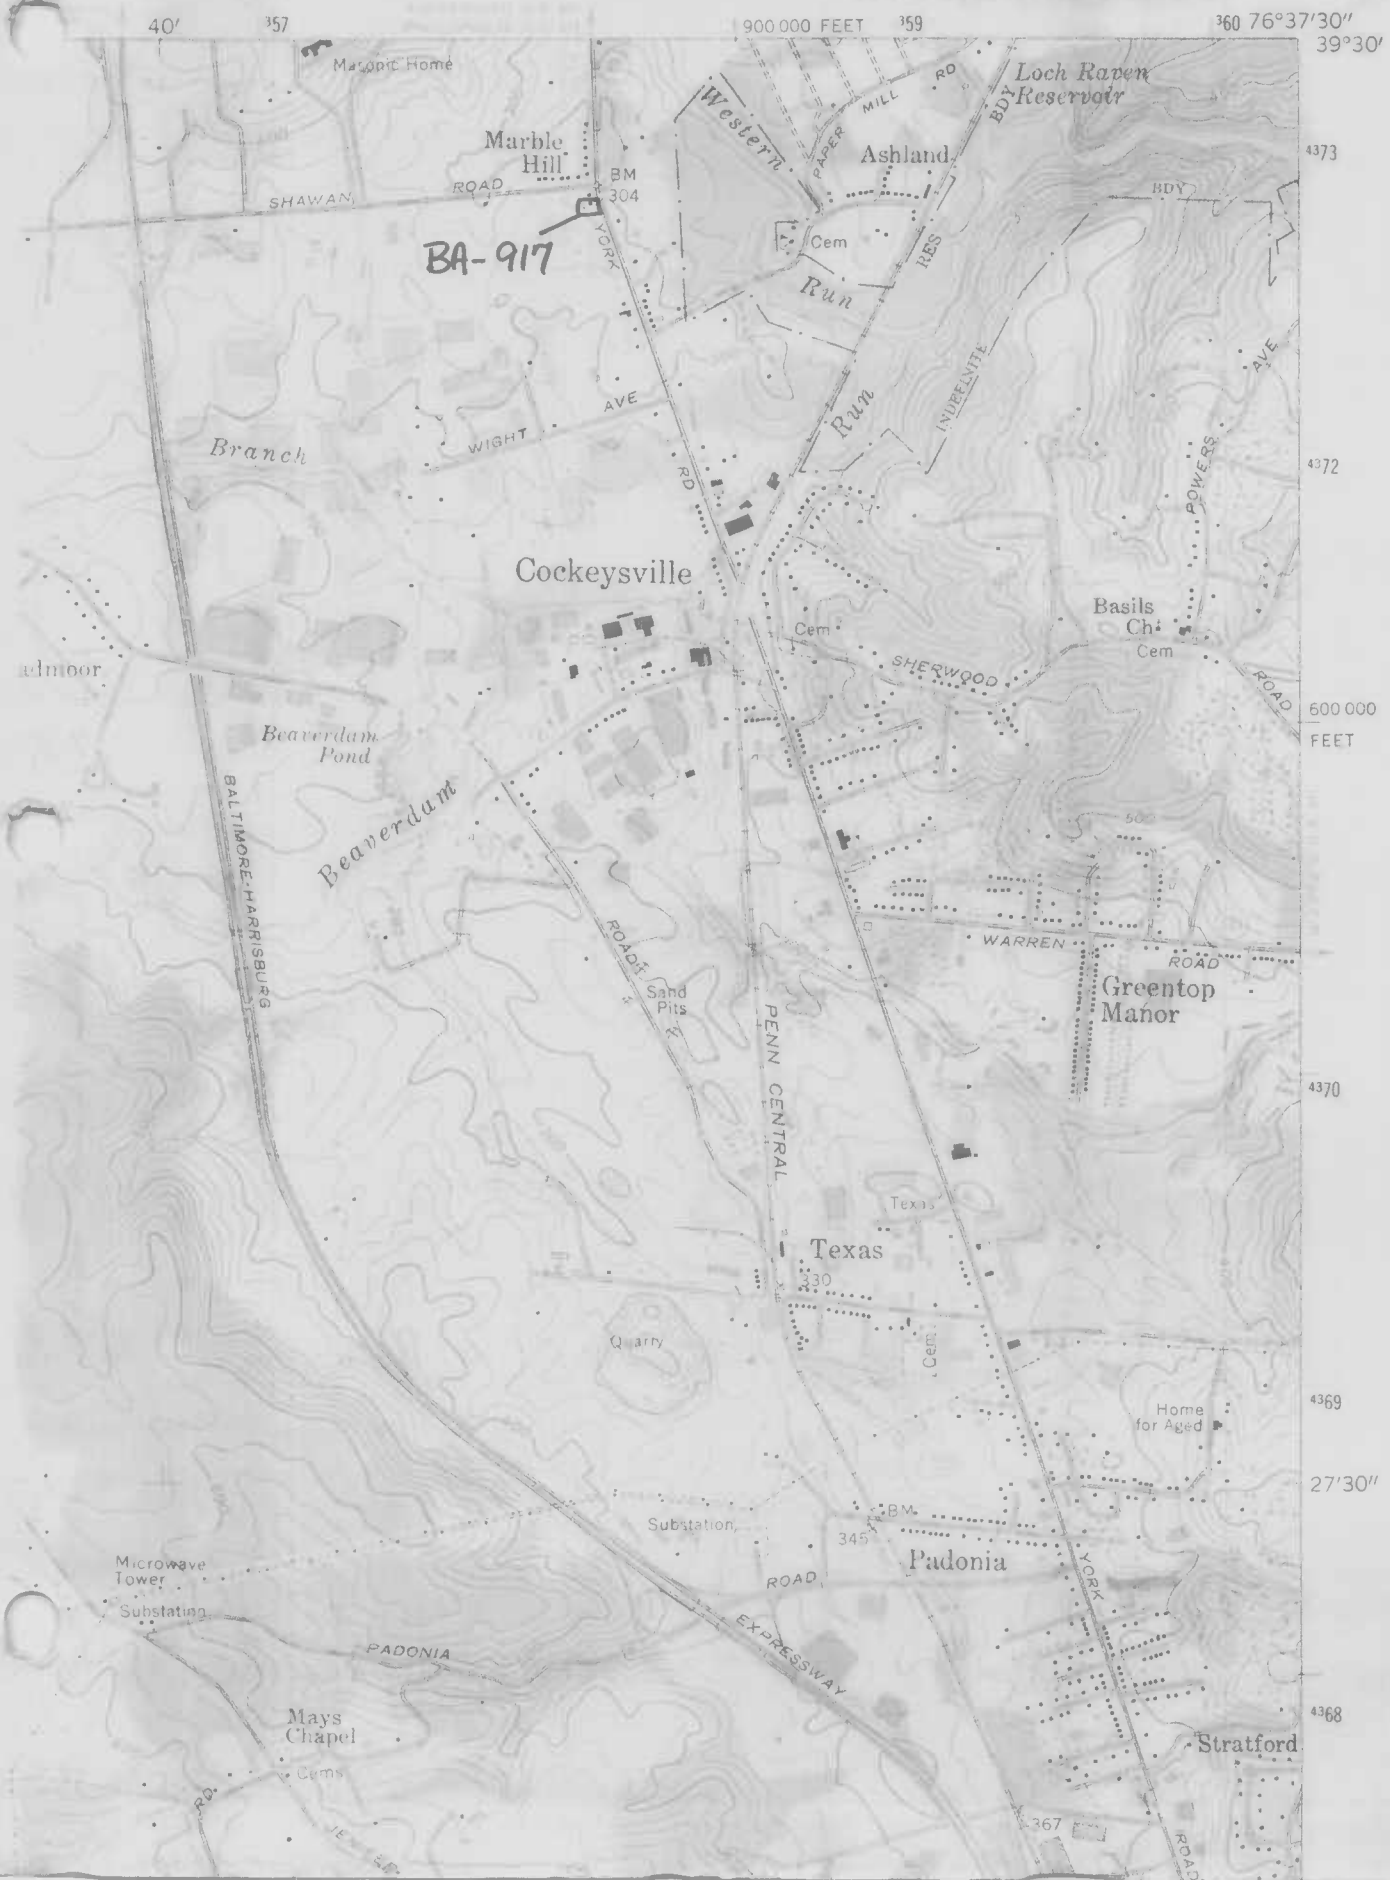 40'
357
900 000 FEET
359
360
76°37'30"
39°30'
Masonic Home
Loch Raven
Reservoir
BDY
RD
MILL
PAPER
Western
Marble
Hill
Ashland
4373
BM
304
SHAWAN
ROAD
BDY
BA-917
YORK
Cem
RES
Run
AVE
AVE
WIGHT
Run
Branch
RD
POWERS
4372
Cockeysville
Basils
Ch
Cem
Cem
SHERWOOD
ROAD
600 000
FEET
Beaverdam
Pond
BALTIMORE-HARRISBURG
Beaverdam
500
WARREN
ROAD
ROAD
Sand
Pits
Greentop
Manor
PENN CENTRAL
4370
Texas
Texas
330
Quarry
Cem
4369
Home
for Aged
27'30"
Substation
BM
345
Padonia
Microwave
Tower
Substation
ROAD
YORK
PADONIA
EXPRESSWAY
Mays
Chapel
4368
Stratford
Cems
RD
367
ROAD